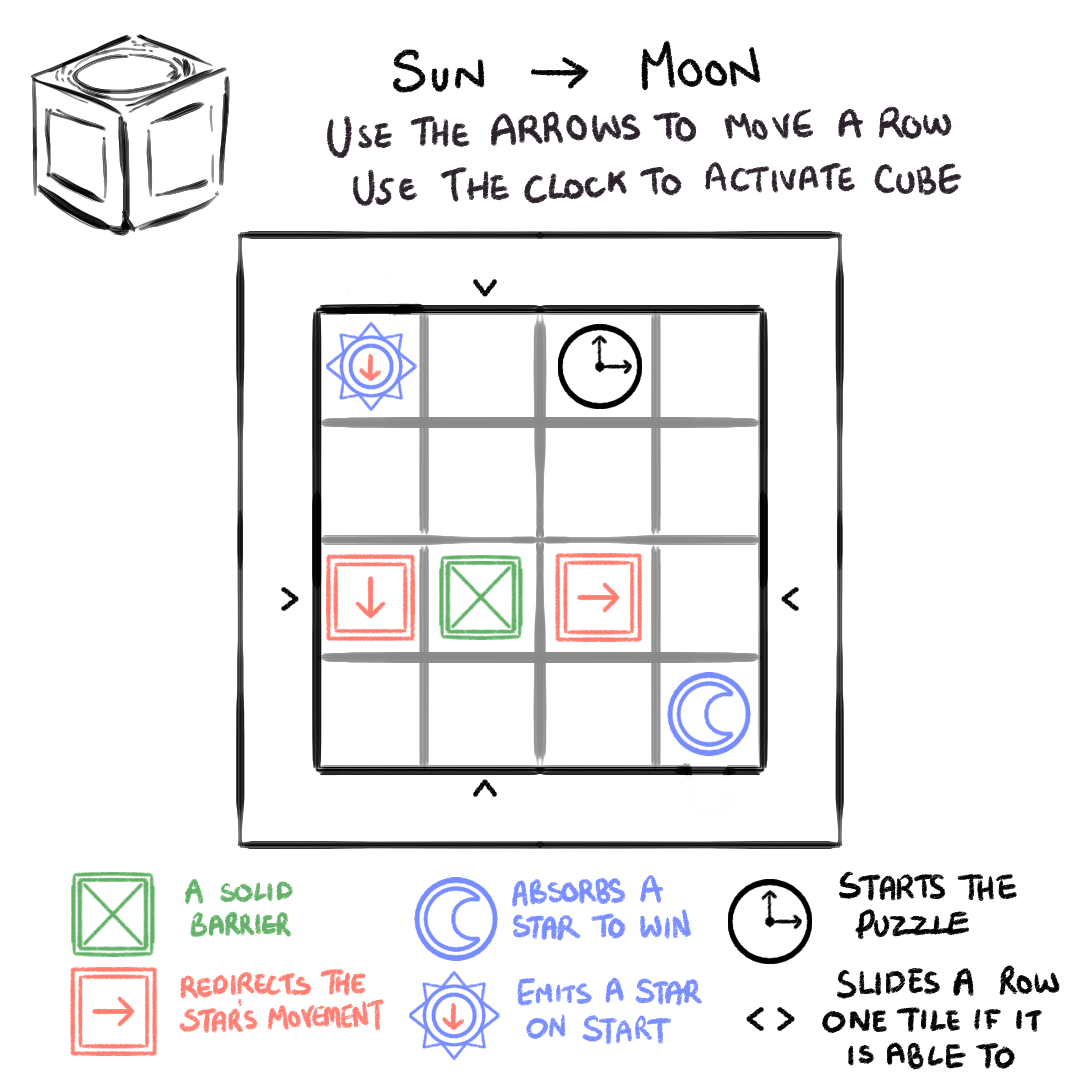 SUN → MOON
USE THE ARROWS TO MOVE A ROW
USE THE CLOCK TO ACTIVATE CUBE
A SOLID
BARRIER
ABSORBS A
STAR TO WIN
STARTS THE
PUZZLE
REDIRECTS THE
STAR'S MOVEMENT
EMITS A STAR
ON START
SLIDES A ROW
ONE TILE IF IT
IS ABLE TO